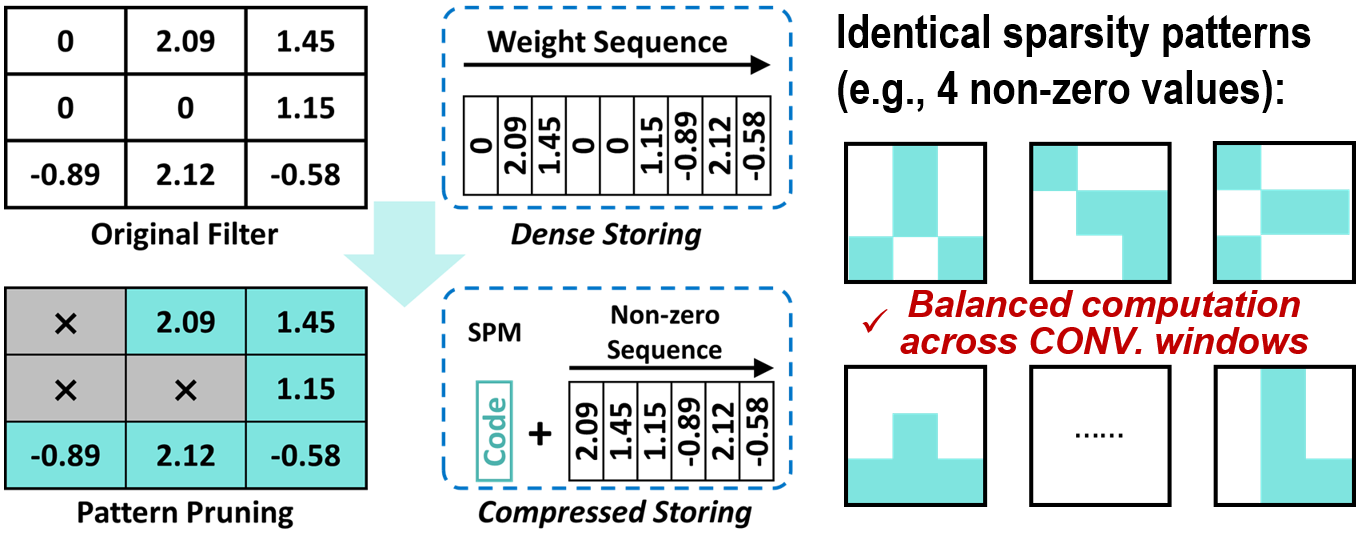 0 2.09 1.45
0 0 1.15
-0.89 2.12 -0.58
Original Filter
Weight Sequence
0 2.09 1.45 0 0 1.15 -0.89 2.12 -0.58
Dense Storing
× 2.09 1.45
× × 1.15
-0.89 2.12 -0.58
Pattern Pruning
SPM
Non-zero
Sequence
Code + 2.09 1.45 1.15 -0.89 2.12 -0.58
Compressed Storing
Identical sparsity patterns
(e.g., 4 non-zero values):
✓ Balanced computation
across CONV. windows
......